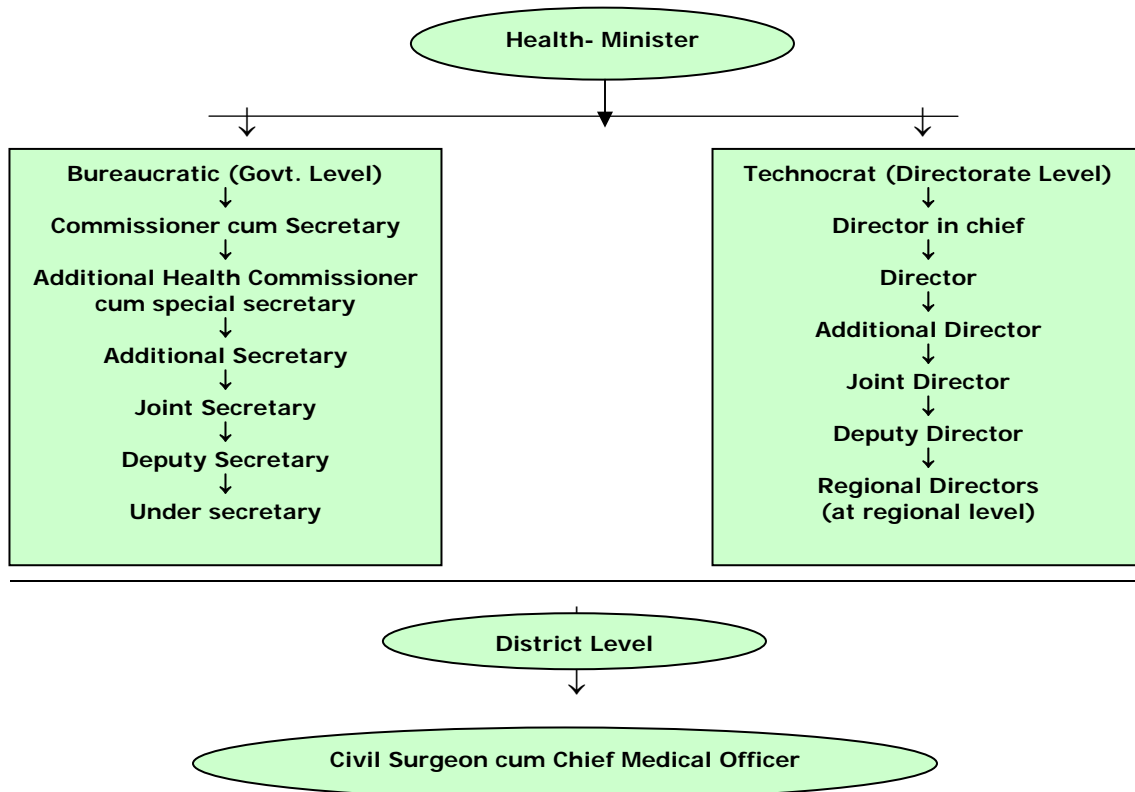 Health- Minister
Bureaucratic (Govt. Level)
Commissioner cum Secretary
Additional Health Commissioner
cum special secretary
Additional Secretary
Joint Secretary
Deputy Secretary
Under secretary
Technocrat (Directorate Level)
Director in chief
Director
Additional Director
Joint Director
Deputy Director
Regional Directors
(at regional level)
District Level
Civil Surgeon cum Chief Medical Officer